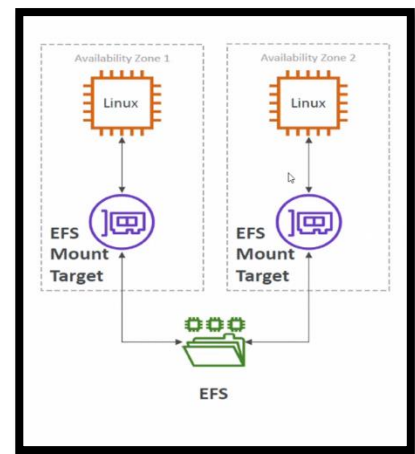 Availability Zone 1
Availability Zone 2
Linux
Linux
EFS
Mount
Target
EFS
Mount
Target
EFS